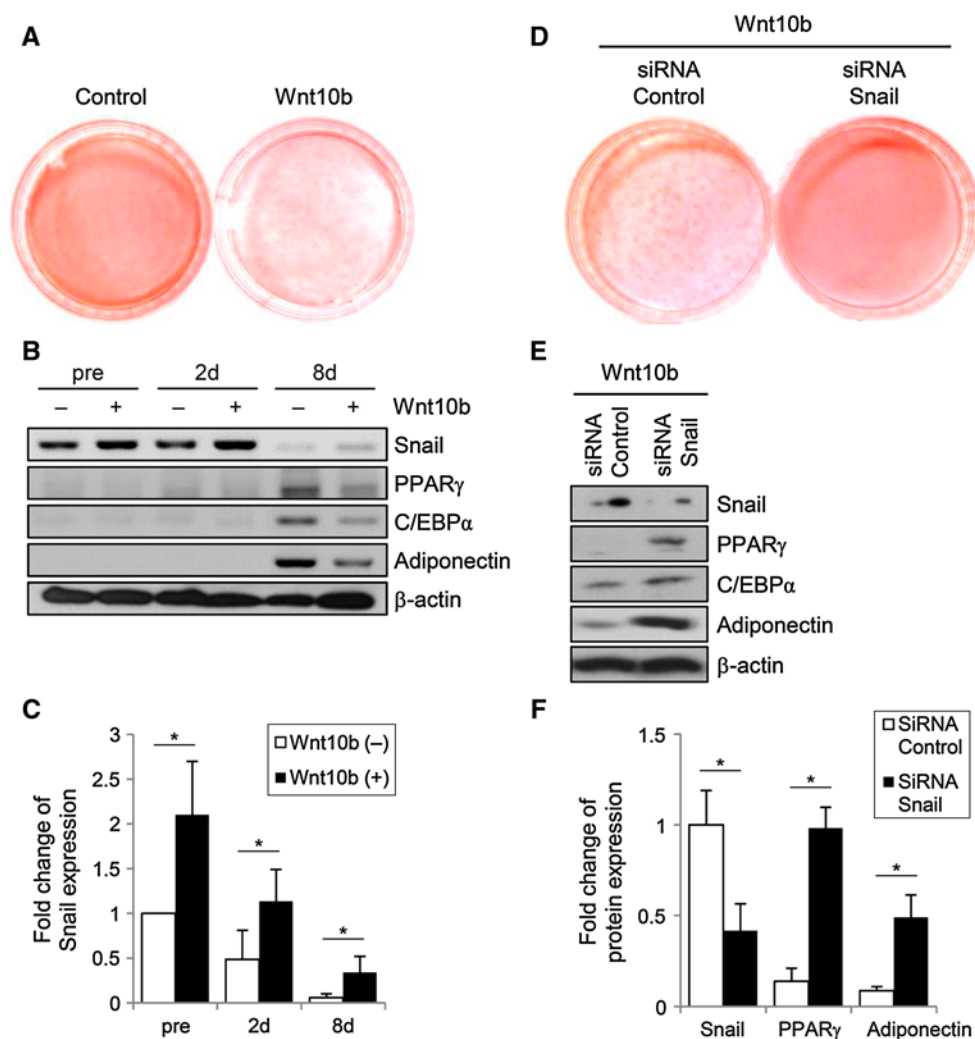 A
Control
Wnt10b
B
pre
2d
8d
– + – + – + Wnt10b
Snail
PPARγ
C/EBPα
Adiponectin
β-actin
C
Fold change of
Snail expression
3
2.5
2
1.5
1
0.5
0
*
*
*
Wnt10b (–)
Wnt10b (+)
pre
2d
8d
D
Wnt10b
siRNA
Control
siRNA
Snail
E
Wnt10b
siRNA
Control
siRNA
Snail
Snail
PPARγ
C/EBPα
Adiponectin
β-actin
F
Fold change of
protein expression
1.5
1
0.5
0
*
*
*
SiRNA
Control
SiRNA
Snail
Snail
PPARγ
Adiponectin